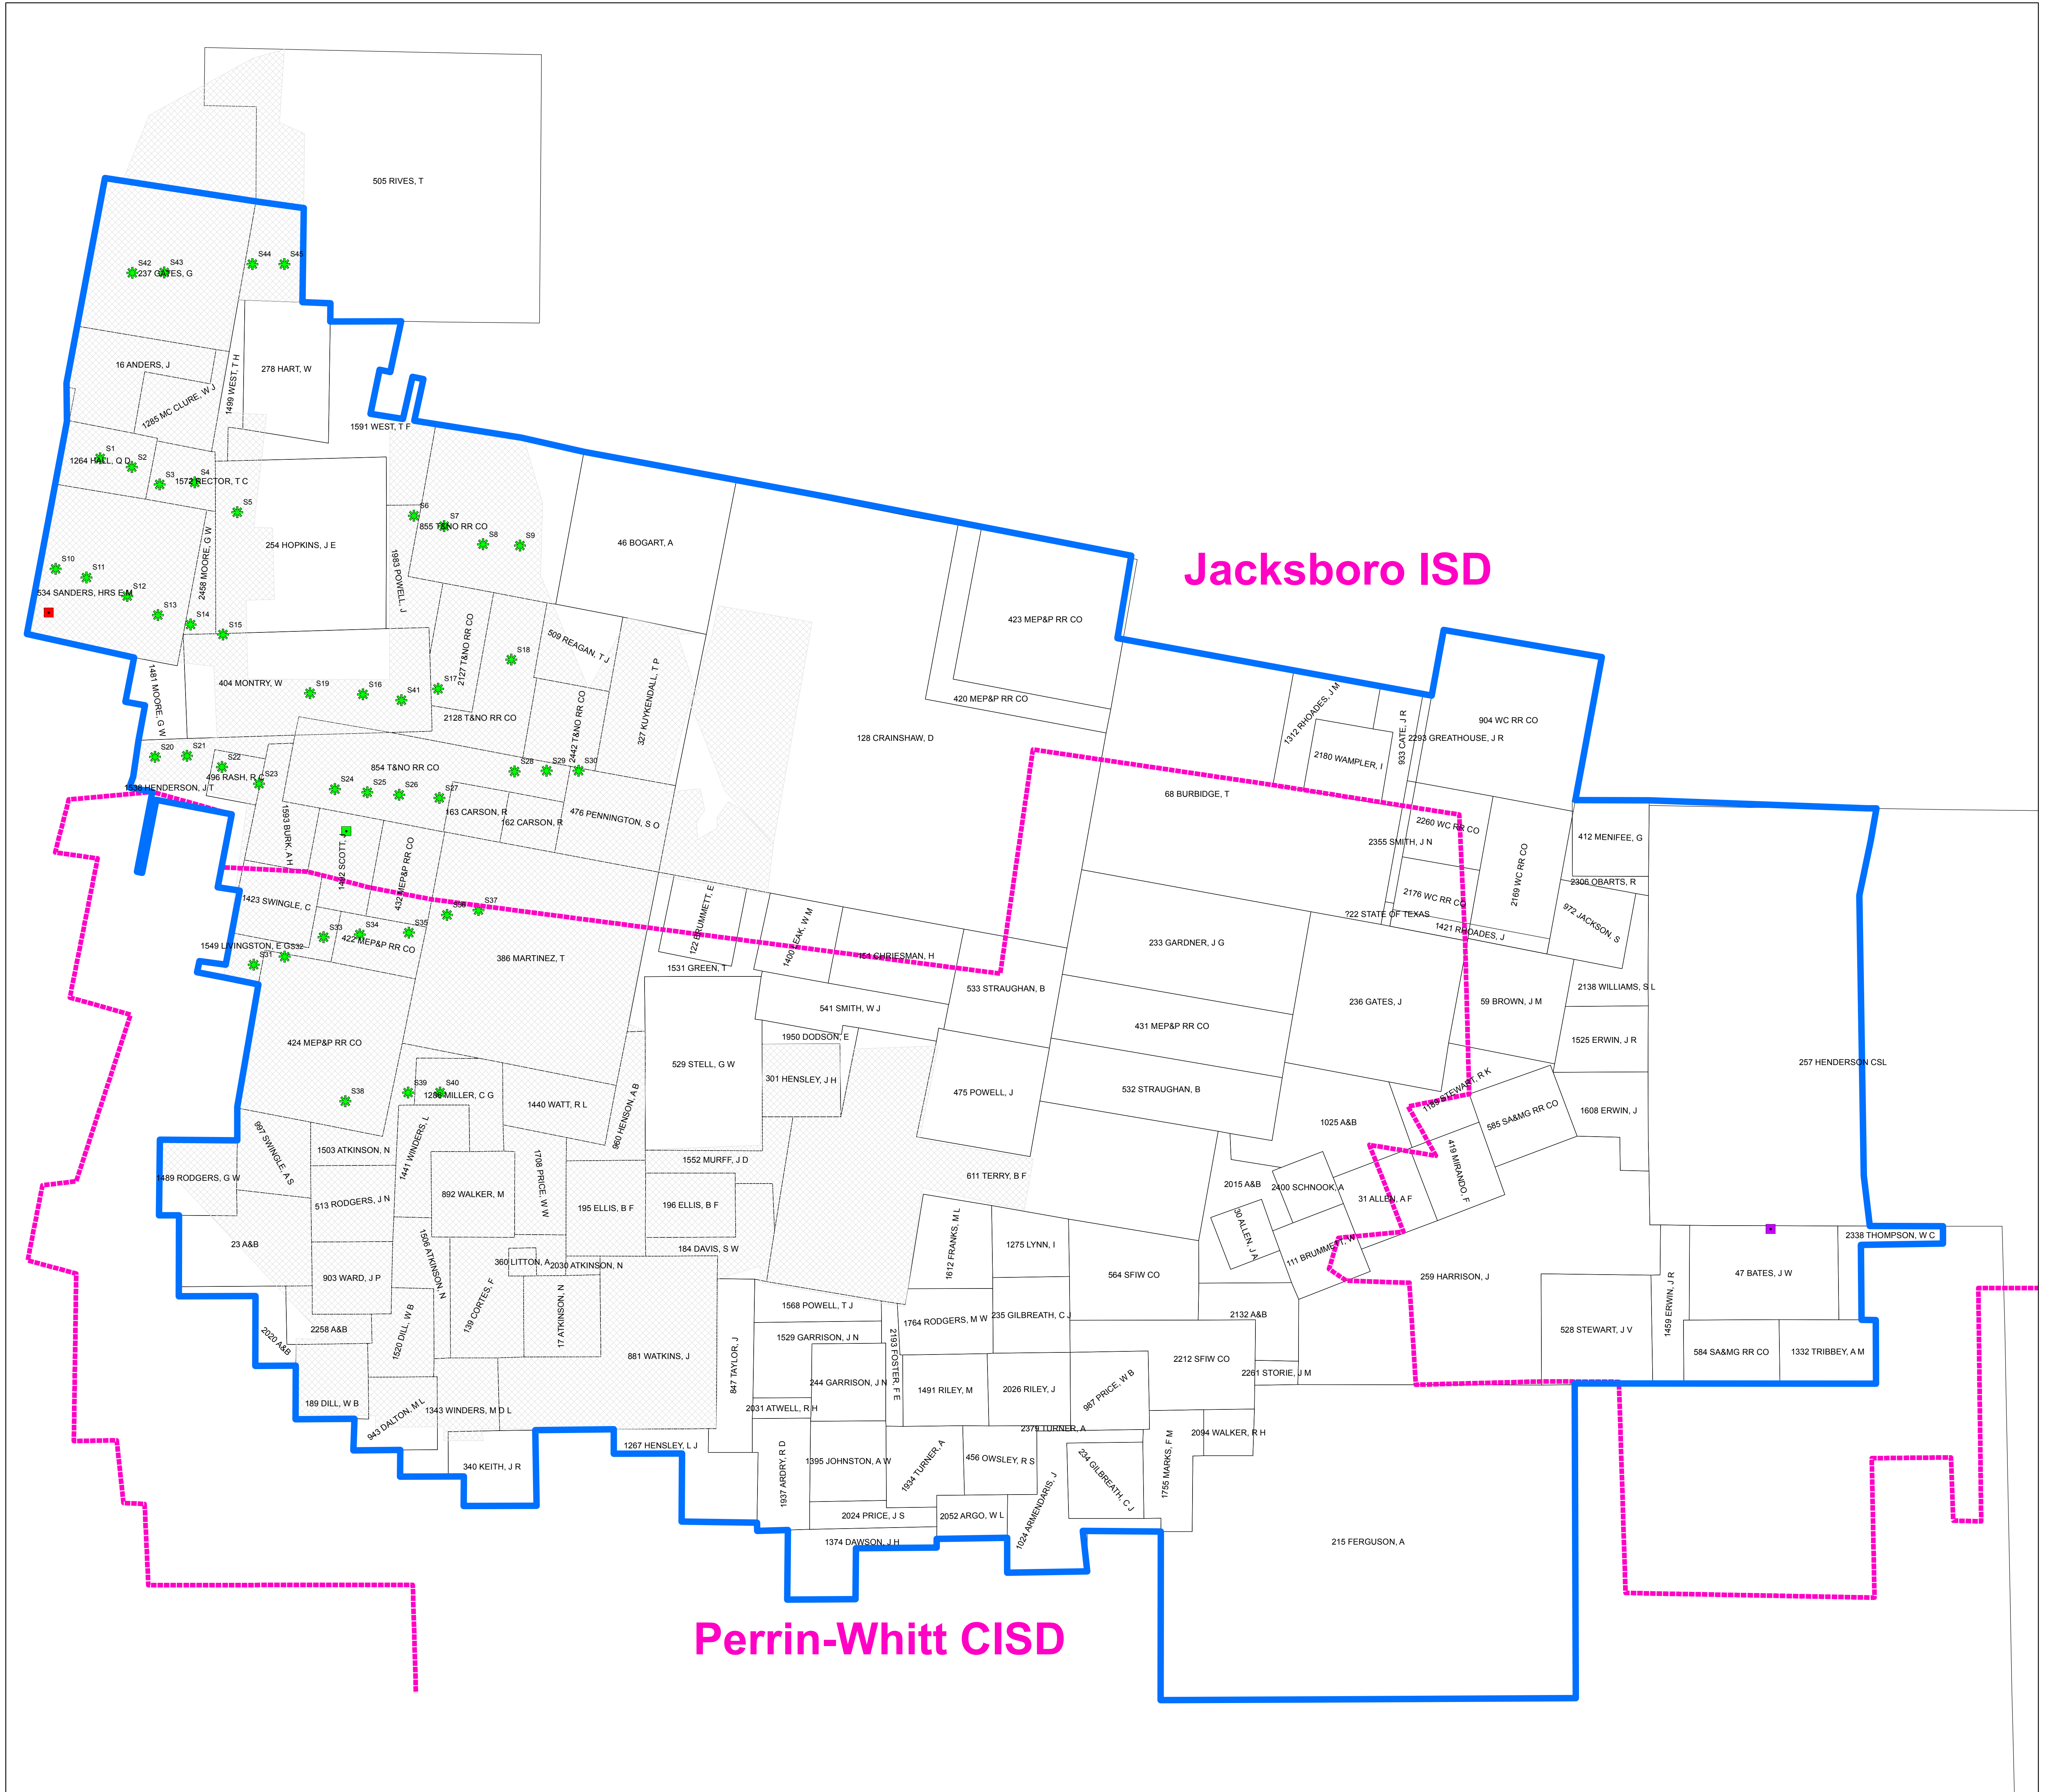 505 RIVES, T
S42
S43
237 GATES, G
S44
S45
16 ANDERS, J
1285 MC CLURE, W J
1499 WEST, T H
278 HART, W
1591 WEST, T F
S1
S2
1264 HALL, Q D
S3
S4
1572 RECTOR, T C
S5
S6
S7
855 T&NO RR CO
S8
S9
46 BOGART, A
254 HOPKINS, J E
2458 MOORE, G W
1983 POWELL, J
Jacksboro ISD
S10
S11
S12
534 SANDERS, HRS E M
S13
S14
S15
423 MEP&P RR CO
420 MEP&P RR CO
128 CRAINSHAW, D
509 REAGAN, T J
2127 T&NO RR CO
S18
S17
327 KUYKENDALL, T P
1481 MOORE, G W
404 MONTRY, W
S19
S16
S41
2128 T&NO RR CO
2442 T&NO RR CO
1312 RHOADES, J M
2180 WAMPLER, I
933 CATE, J R
904 WC RR CO
2293 GREATHOUSE, J R
S20
S21
S22
496 RASH, R C
S23
1538 HENDERSON, J T
854 T&NO RR CO
S24
S25
S26
S27
S28
S29
S30
163 CARSON, R
162 CARSON, R
476 PENNINGTON, S O
68 BURBIDGE, T
2260 WC RR CO
2355 SMITH, J N
412 MENIFEE, G
1593 BURK, A H
1492 SCOTT, J
432 MEP&P RR CO
2169 WC RR CO
2306 OBARTS, R
2176 WC RR CO
?22 STATE OF TEXAS
1421 RHOADES, J
972 JACKSON, S
1423 SWINGLE, C
S36
S37
S33
S34
S35
422 MEP&P RR CO
1549 LIVINGSTON, E G
S32
S31
122 BRUMMETT, E
1400 LEAK, W M
151 CHRIESMAN, H
233 GARDNER, J G
386 MARTINEZ, T
1531 GREEN, T
533 STRAUGHAN, B
2138 WILLIAMS, S L
541 SMITH, W J
236 GATES, J
59 BROWN, J M
431 MEP&P RR CO
1950 DODSON, E
424 MEP&P RR CO
1525 ERWIN, J R
529 STELL, G W
257 HENDERSON CSL
301 HENSLEY, J H
475 POWELL, J
532 STRAUGHAN, B
S38
S39
S40
1286 MILLER, C G
1440 WATT, R L
960 HENSON, A B
1189 STEWART, R K
585 SA&MG RR CO
1608 ERWIN, J
1025 A&B
997 SWINGLE, A S
1503 ATKINSON, N
1441 WINDERS, L
1552 MURFF, J D
419 MIRANDO, F
1489 RODGERS, G W
611 TERRY, B F
892 WALKER, M
1708 PRICE, W W
2015 A&B
2400 SCHNOOK, A
31 ALLEN, A F
513 RODGERS, J N
195 ELLIS, B F
196 ELLIS, B F
30 ALLEN, J A
111 BRUMMETT, W
23 A&B
1506 ATKINSON, N
184 DAVIS, S W
1612 FRANKS, M L
1275 LYNN, I
2338 THOMPSON, W C
360 LITTON, A
2030 ATKINSON, N
903 WARD, J P
564 SFIW CO
259 HARRISON, J
47 BATES, J W
139 CORTES, F
17 ATKINSON, N
1568 POWELL, T J
1764 RODGERS, M W
235 GILBREATH, C J
2132 A&B
1459 ERWIN, J R
528 STEWART, J V
2020 A&B
2258 A&B
1520 DILL, W B
881 WATKINS, J
847 TAYLOR, J
1529 GARRISON, J N
2193 FOSTER, F E
2212 SFIW CO
584 SA&MG RR CO
1332 TRIBBEY, A M
2261 STORIE, J M
244 GARRISON, J N
1491 RILEY, M
2026 RILEY, J
987 PRICE, W B
189 DILL, W B
943 DALTON, M L
1343 WINDERS, M D L
2031 ATWELL, R H
2379 TURNER, A
2094 WALKER, R H
1267 HENSLEY, L J
340 KEITH, J R
1937 ARDRY, R D
1395 JOHNSTON, A W
1934 TURNER, A
456 OWSLEY, R S
234 GILBREATH, C J
1755 MARKS, F M
2024 PRICE, J S
2052 ARGO, W L
1024 ARMENDARIS, J
1374 DAWSON, J H
215 FERGUSON, A
Perrin-Whitt CISD